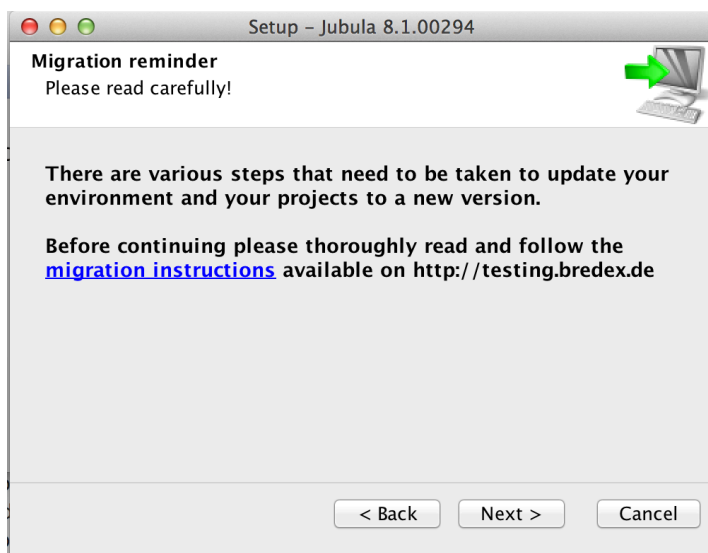 Setup – Jubula 8.1.00294
Migration reminder
Please read carefully!
There are various steps that need to be taken to update your
environment and your projects to a new version.
Before continuing please thoroughly read and follow the
migration instructions available on http://testing.bredex.de
< Back
Next >
Cancel